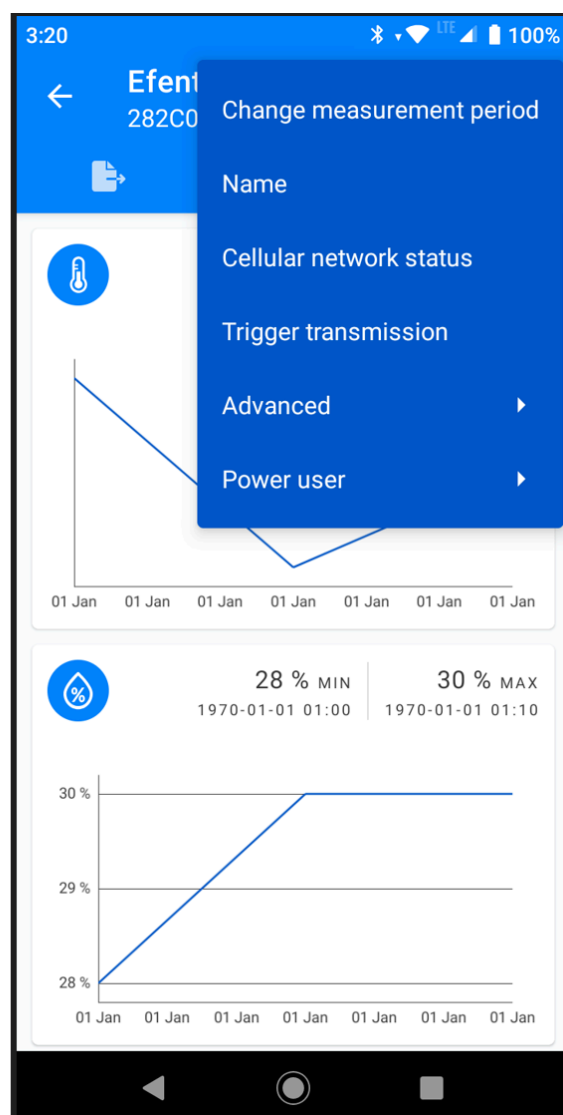 3:20
LTE
100%
Efent
282C0
Change measurement period
Name
Cellular network status
Trigger transmission
Advanced
Power user
01 Jan 01 Jan 01 Jan 01 Jan 01 Jan 01 Jan 01 Jan
%
28 % MIN
1970-01-01 01:00
30 % MAX
1970-01-01 01:10
30 %
29 %
28 %
01 Jan 01 Jan 01 Jan 01 Jan 01 Jan 01 Jan 01 Jan